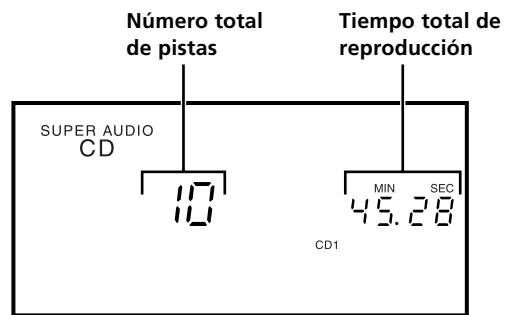 Número total
de pistas
Tiempo total de
reproducción
SUPER AUDIO
CD
10
MIN SEC
45.28
CD1